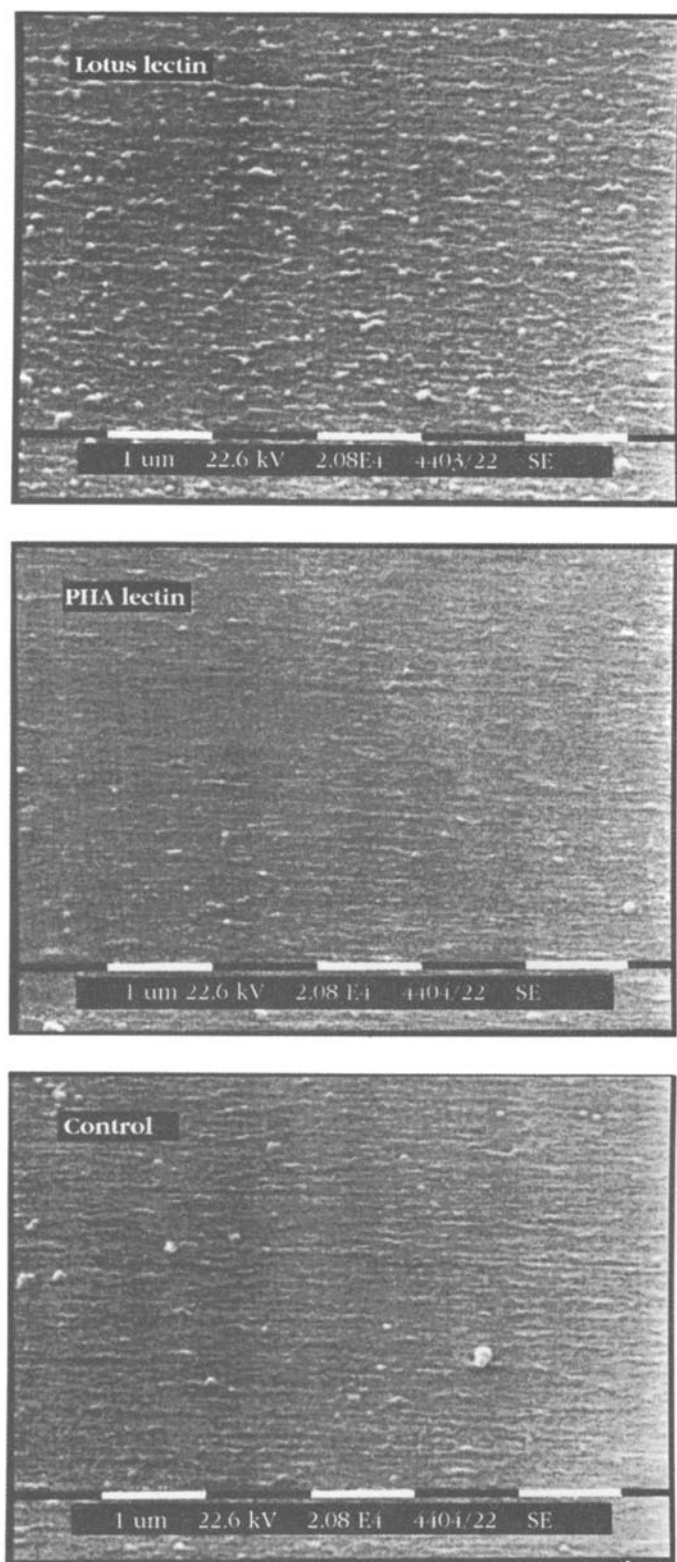 Lotus lectin
1 um 22.6 kV 2.08E4 4403/22 SE
PHA lectin
1 um 22.6 kV 2.08 E4 4404/22 SE
Control
1 um 22.6 kV 2.08 E4 4404/22 SE